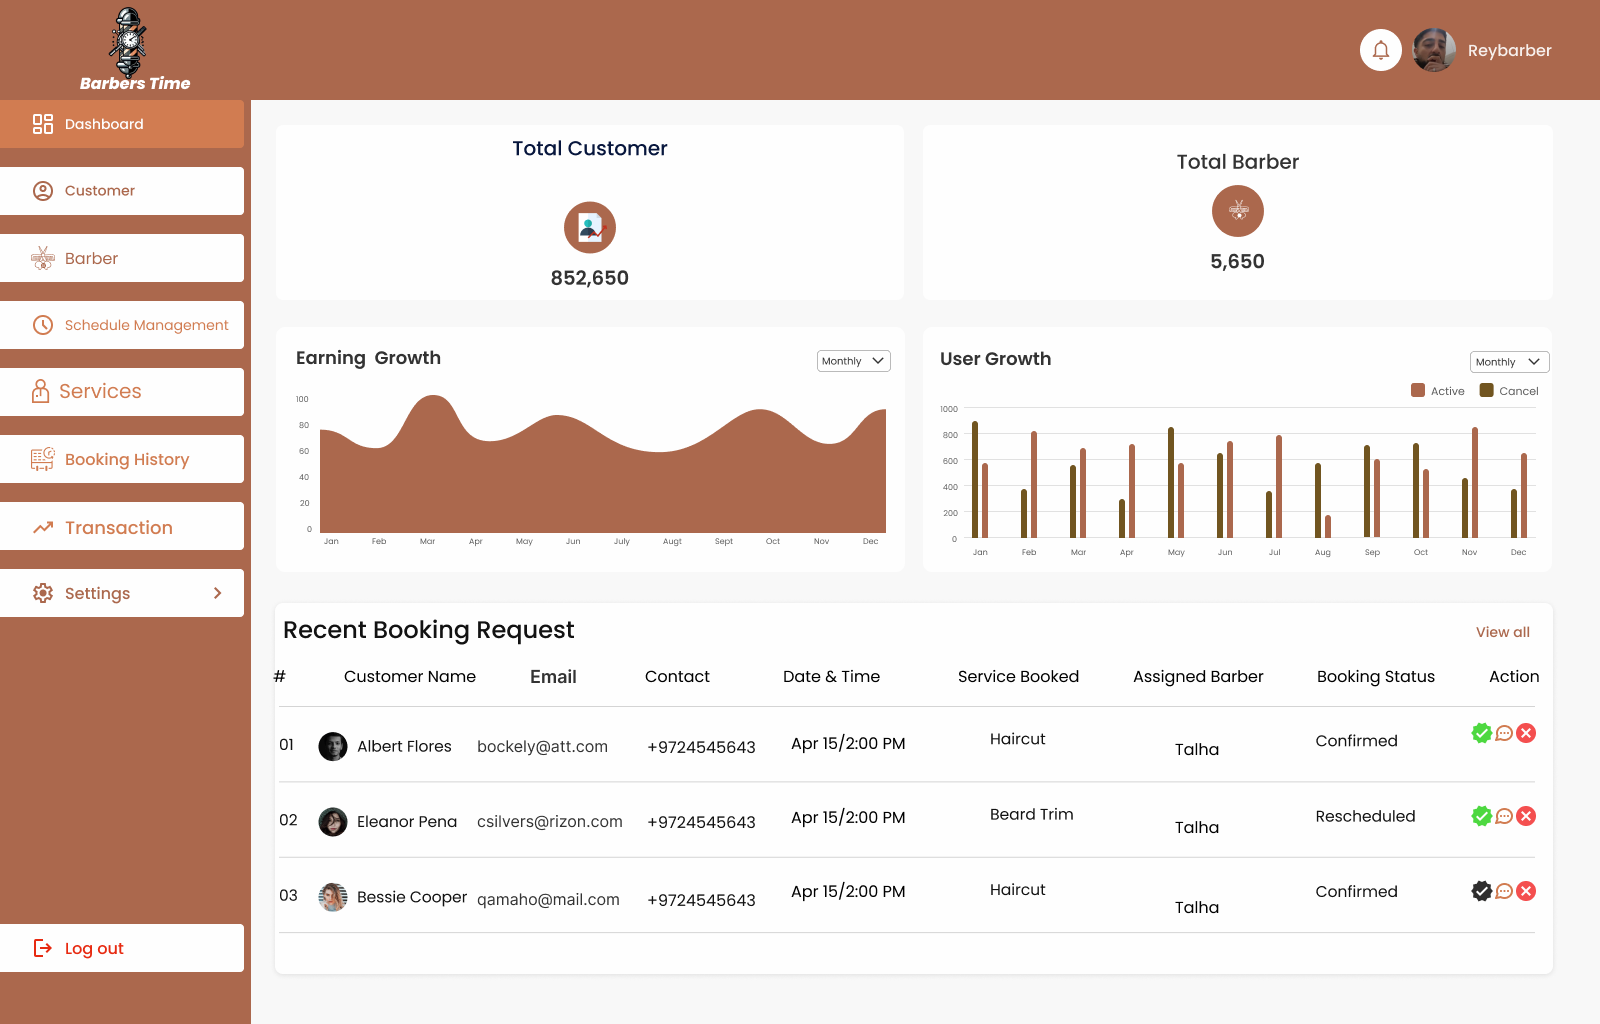 Barbers Time
Reybarber
Dashboard
Customer
Barber
Schedule Management
Services
Booking History
Transaction
Settings
Log out
Total Customer
852,650
Total Barber
5,650
Earning Growth
Monthly
100
80
60
40
20
0
Jan Feb Mar Apr May Jun July Augt Sept Oct Nov Dec
User Growth
Monthly
Active Cancel
1000
800
600
400
200
0
Jan Feb Mar Apr May Jun Jul Aug Sep Oct Nov Dec
Recent Booking Request
View all
# Customer Name Email Contact Date & Time Service Booked Assigned Barber Booking Status Action
01 Albert Flores bockely@att.com +9724545643 Apr 15/2:00 PM Haircut Talha Confirmed
02 Eleanor Pena csilvers@rizon.com +9724545643 Apr 15/2:00 PM Beard Trim Talha Rescheduled
03 Bessie Cooper qamaho@mail.com +9724545643 Apr 15/2:00 PM Haircut Talha Confirmed